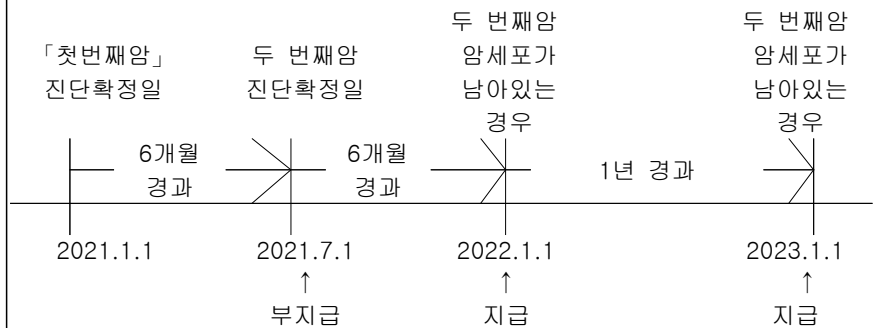 「첫번째암」
진단확정일
두 번째암
진단확정일
두 번째암
암세포가
남아있는
경우
두 번째암
암세포가
남아있는
경우
6개월
경과
6개월
경과
1년 경과
2021.1.1
2021.7.1
2022.1.1
2023.1.1
↑
↑
↑
부지급
지급
지급